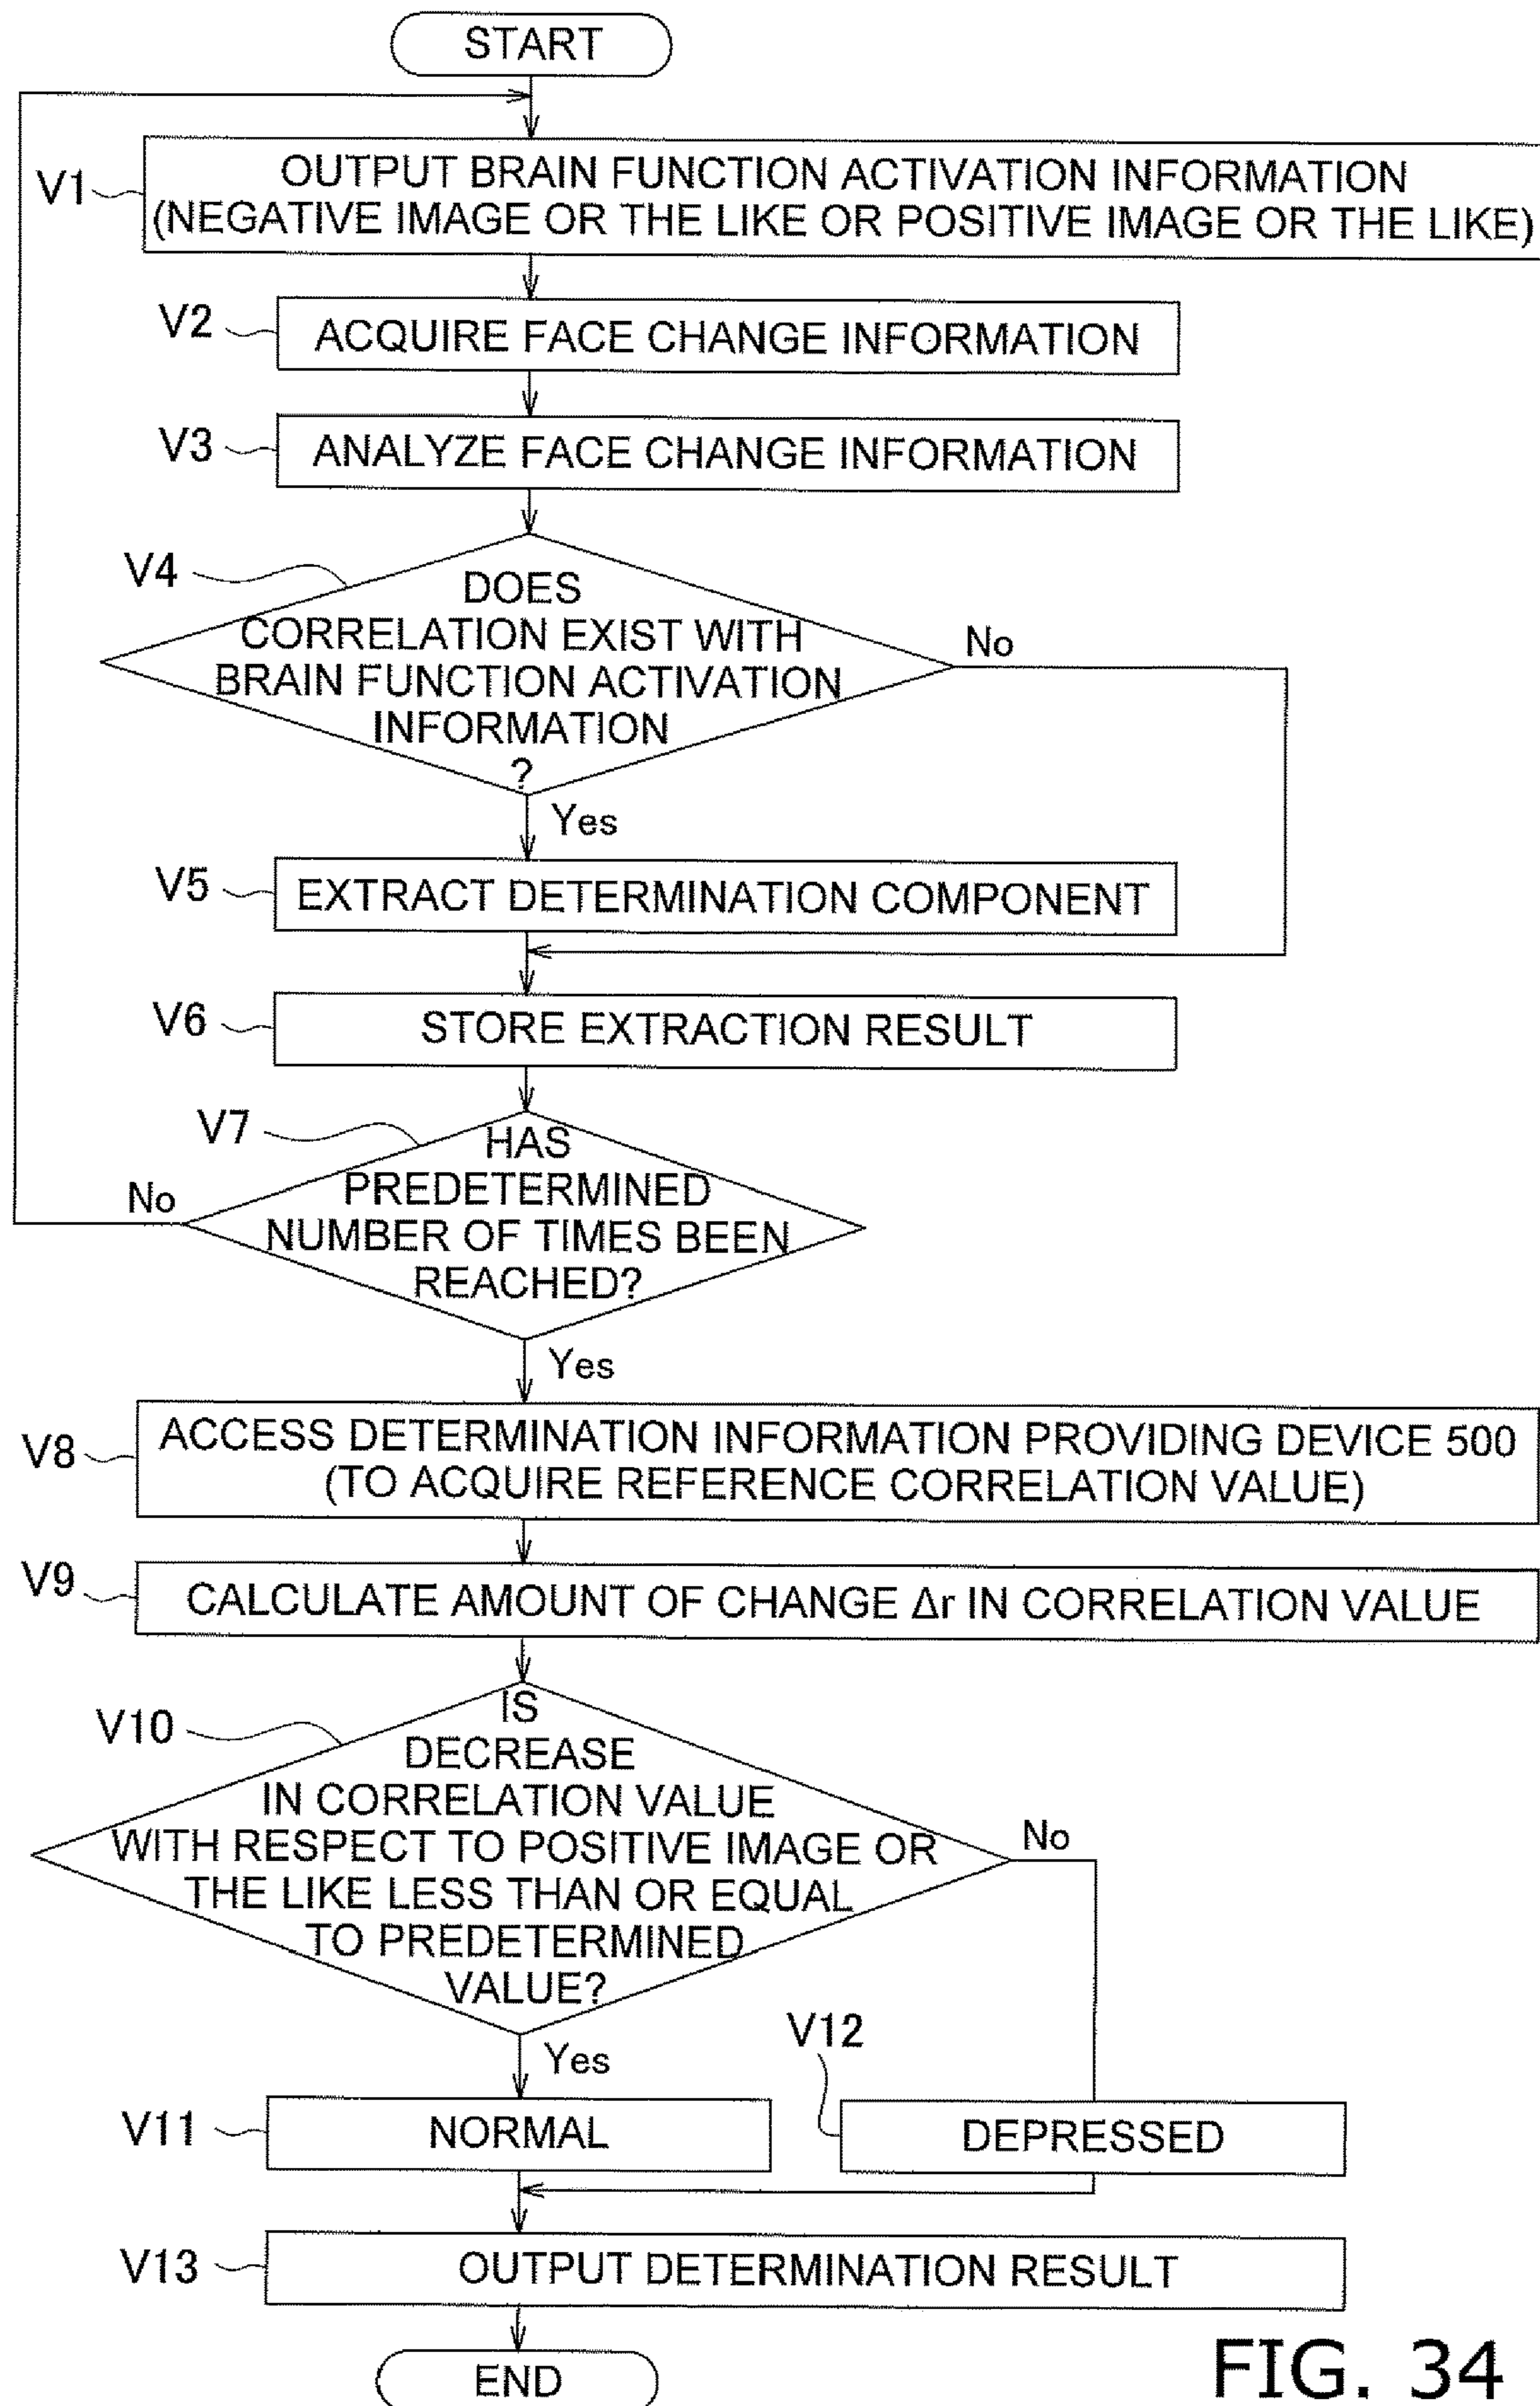 START
V1
OUTPUT BRAIN FUNCTION ACTIVATION INFORMATION
(NEGATIVE IMAGE OR THE LIKE OR POSITIVE IMAGE OR THE LIKE)
V2
ACQUIRE FACE CHANGE INFORMATION
V3
ANALYZE FACE CHANGE INFORMATION
V4
DOES
CORRELATION EXIST WITH
BRAIN FUNCTION ACTIVATION
INFORMATION
?
No
Yes
V5
EXTRACT DETERMINATION COMPONENT
V6
STORE EXTRACTION RESULT
V7
HAS
PREDETERMINED
NUMBER OF TIMES BEEN
REACHED?
No
Yes
V8
ACCESS DETERMINATION INFORMATION PROVIDING DEVICE 500
(TO ACQUIRE REFERENCE CORRELATION VALUE)
V9
CALCULATE AMOUNT OF CHANGE Δr IN CORRELATION VALUE
V10
IS
DECREASE
IN CORRELATION VALUE
WITH RESPECT TO POSITIVE IMAGE OR
THE LIKE LESS THAN OR EQUAL
TO PREDETERMINED
VALUE?
No
Yes
V11
NORMAL
V12
DEPRESSED
V13
OUTPUT DETERMINATION RESULT
END
FIG. 34